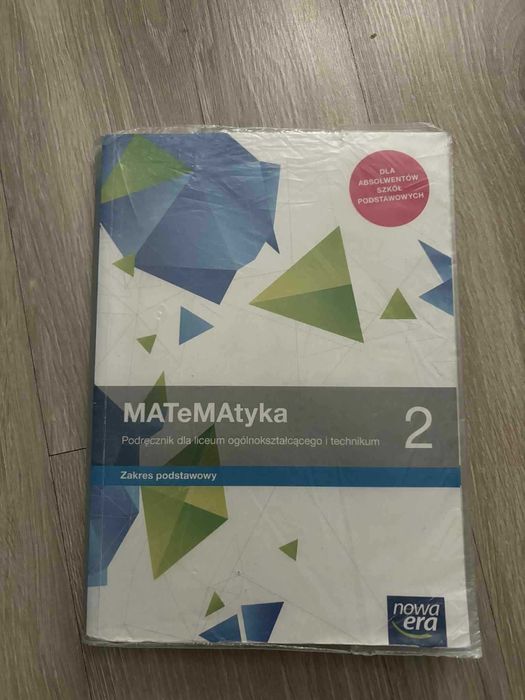 DLA
ABSOLWENTÓW
SZKÓŁ
PODSTAWOWYCH
MATeMAtyka
2
Podręcznik dla liceum ogólnokształcącego i technikum
Zakres podstawowy
nowa
era